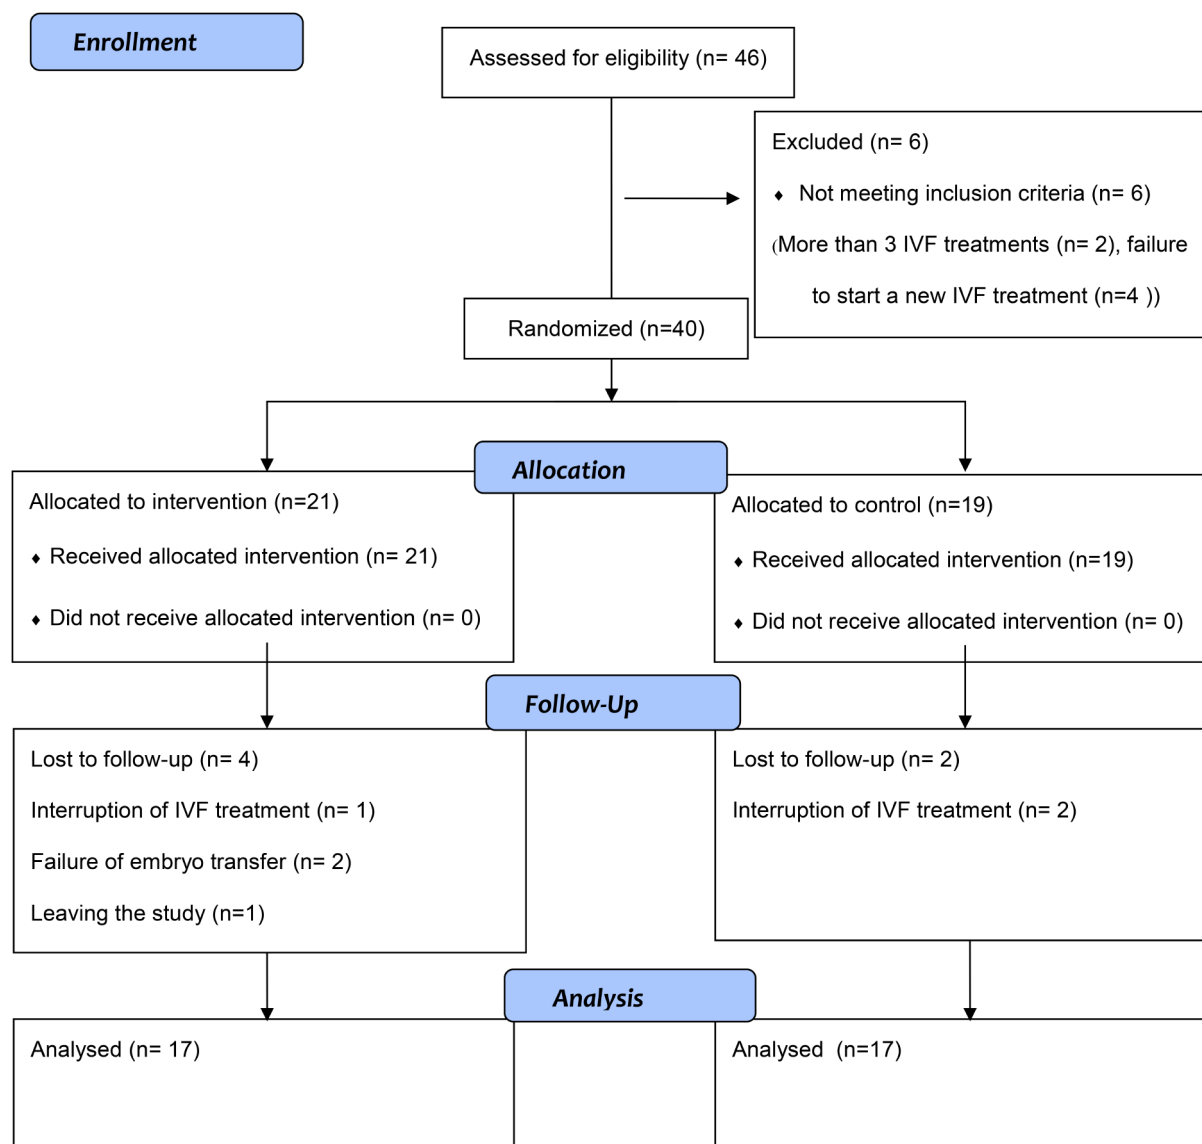 Enrollment
Assessed for eligibility (n= 46)
Excluded (n= 6)
♦ Not meeting inclusion criteria (n= 6)
(More than 3 IVF treatments (n= 2), failure
to start a new IVF treatment (n=4 ))
Randomized (n=40)
Allocation
Allocated to intervention (n=21)
♦ Received allocated intervention (n= 21)
♦ Did not receive allocated intervention (n= 0)
Allocated to control (n=19)
♦ Received allocated intervention (n=19)
♦ Did not receive allocated intervention (n= 0)
Follow-Up
Lost to follow-up (n= 4)
Interruption of IVF treatment (n= 1)
Failure of embryo transfer (n= 2)
Leaving the study (n=1)
Lost to follow-up (n= 2)
Interruption of IVF treatment (n= 2)
Analysis
Analysed (n= 17)
Analysed  (n=17)